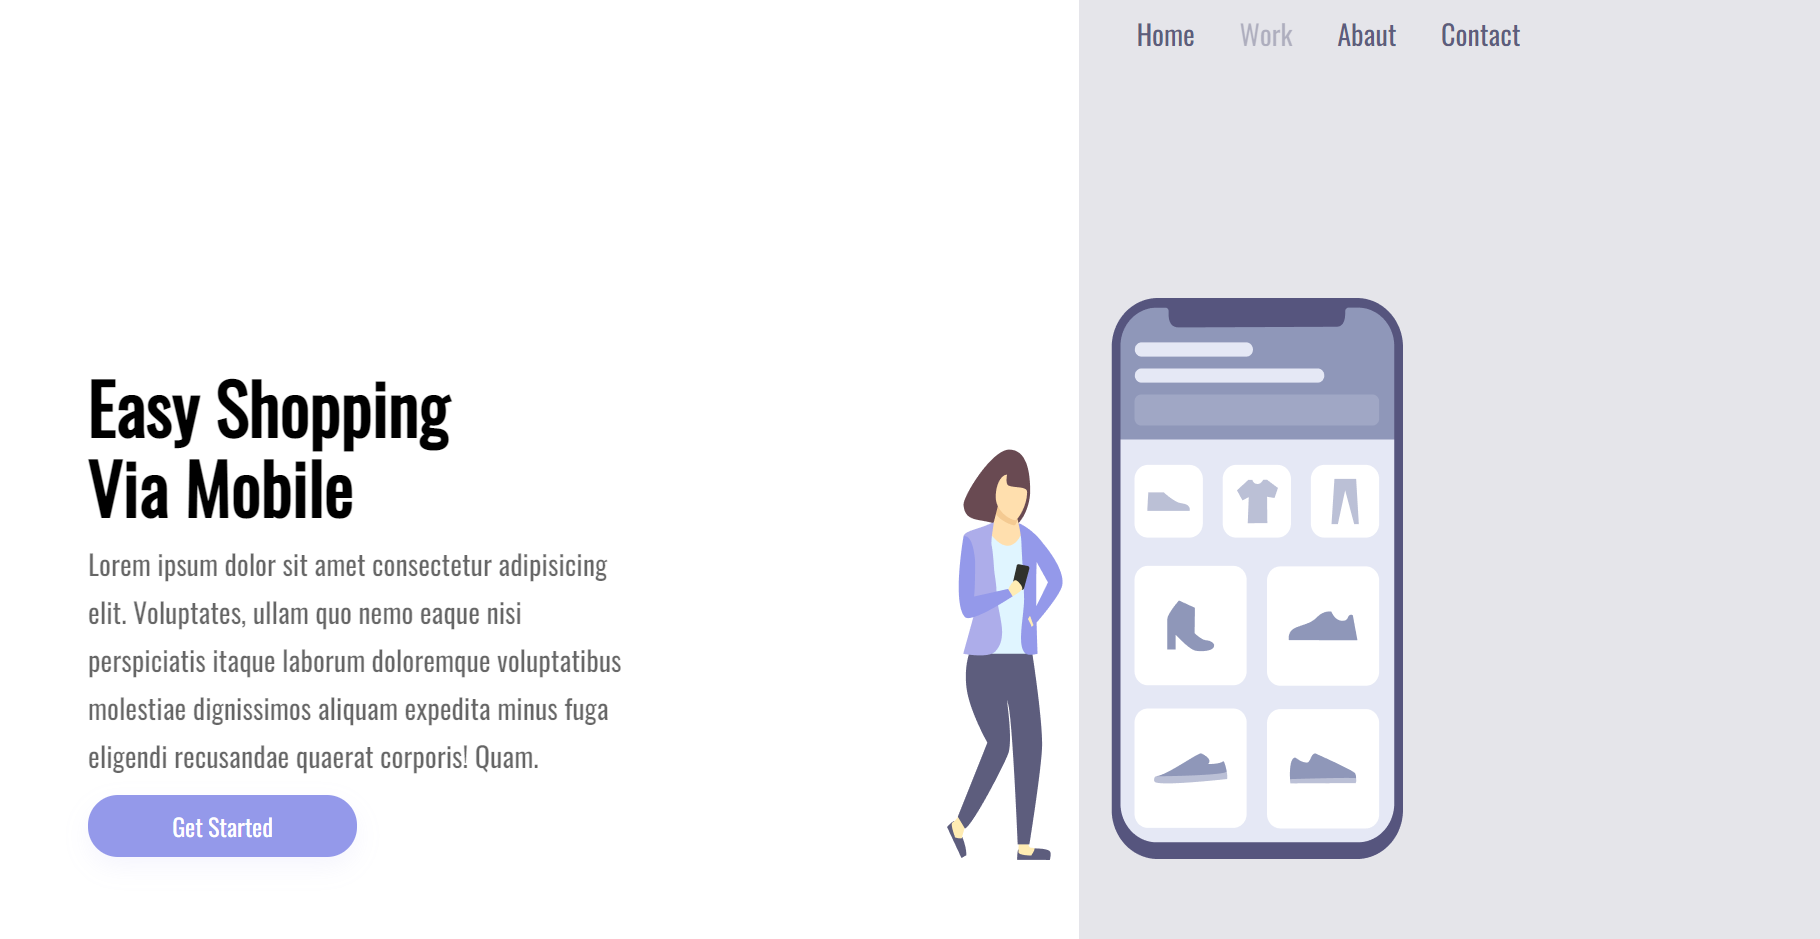 Home Work Abaut Contact
Easy Shopping
Via Mobile
Lorem ipsum dolor sit amet consectetur adipisicing
elit. Voluptates, ullam quo nemo eaque nisi
perspiciatis itaque laborum doloremque voluptatibus
molestiae dignissimos aliquam expedita minus fuga
eligendi recusandae quaerat corporis! Quam.
Get Started